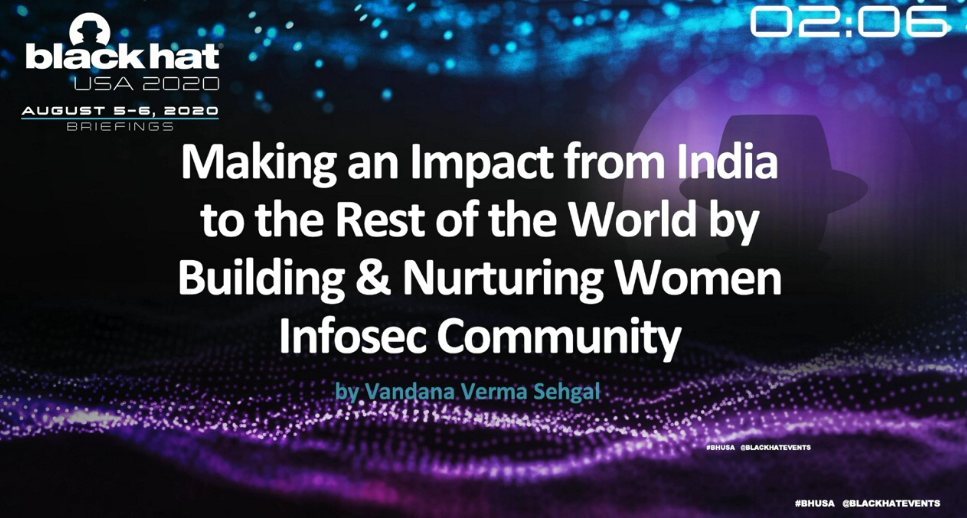 02:06
black hat
USA 2020
AUGUST 5-6, 2020
BRIEFINGS
Making an Impact from India
to the Rest of the World by
Building & Nurturing Women
Infosec Community
by Vandana Verma Sehgal
#BHUSA @BLACKHATEVENTS
#BHUSA @BLACKHATEVENTS